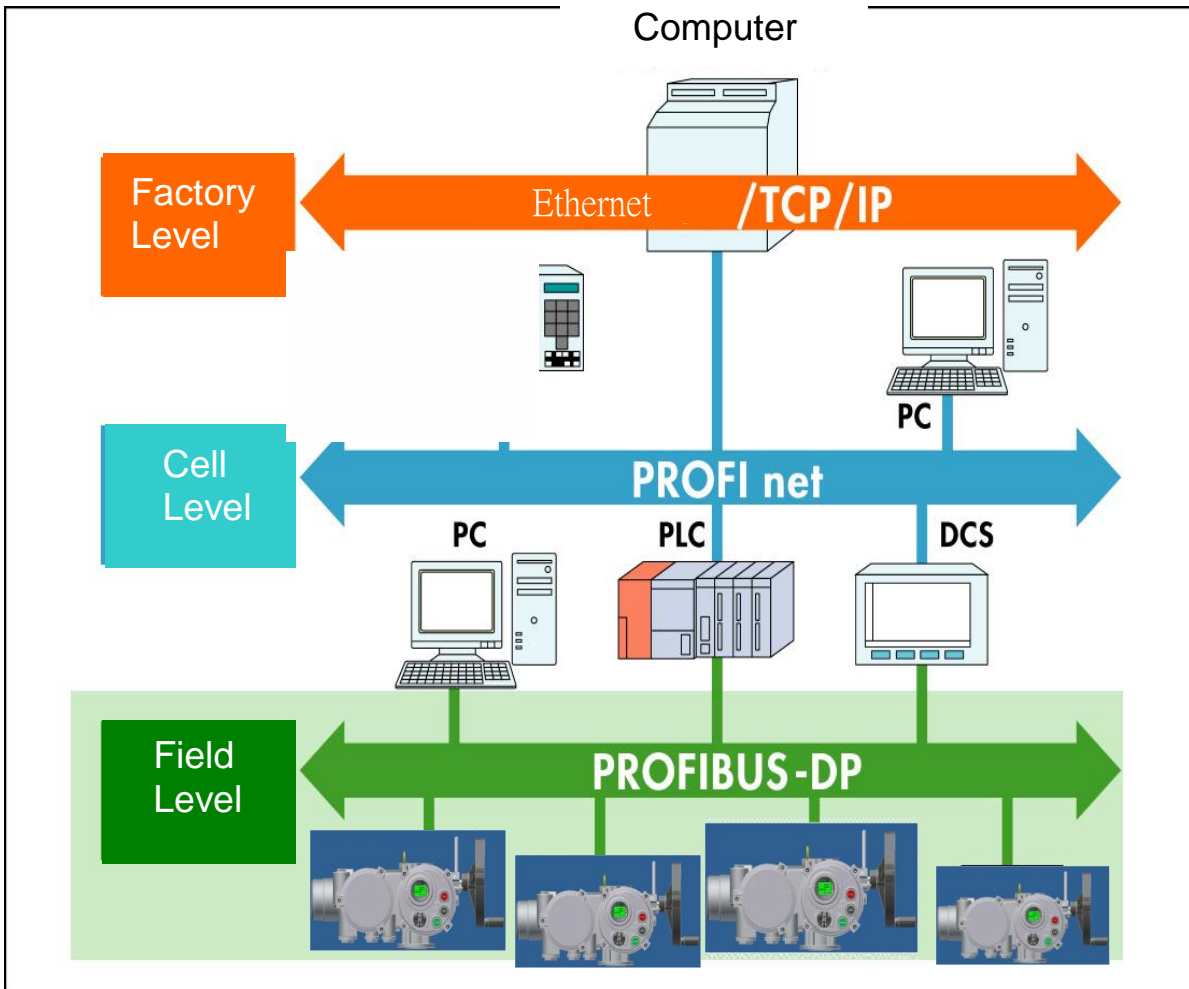 Computer
Factory
Level
Ethernet /TCP/IP
PC
Cell
Level
PROFI net
PC PLC DCS
Field
Level
PROFIBUS-DP